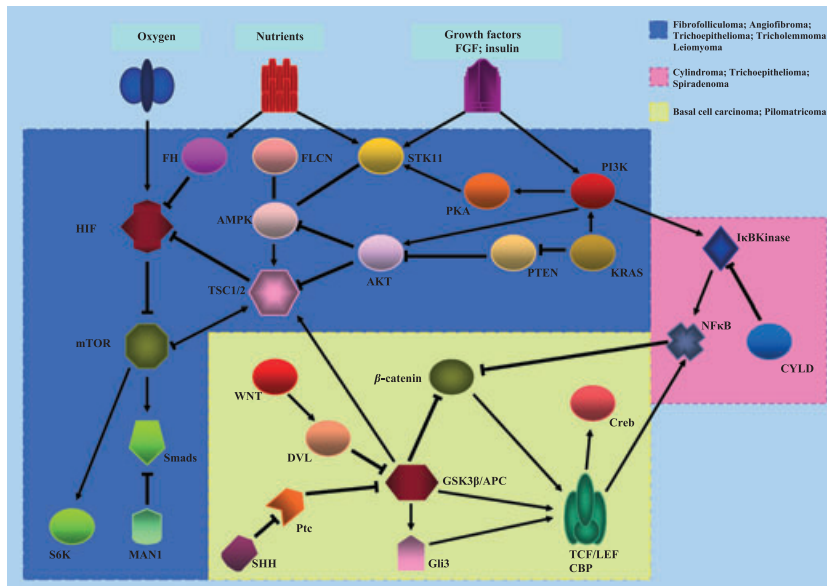 Oxygen
Nutrients
Growth factors
FGF; insulin
Fibrofolliculoma; Angiofibroma;
Trichoepithelioma; Tricholemmoma
Leiomyoma
Cylindroma; Trichoepithelioma;
Spiradenoma
Basal cell carcinoma; Pilomatricoma
FH
FLCN
STK11
PI3K
PKA
HIF
AMPK
IκBKinase
TSC1/2
AKT
PTEN
KRAS
NFκB
mTOR
CYLD
β-catenin
WNT
Creb
DVL
Smads
GSK3β/APC
Ptc
S6K
MAN1
SHH
Gli3
TCF/LEF
CBP